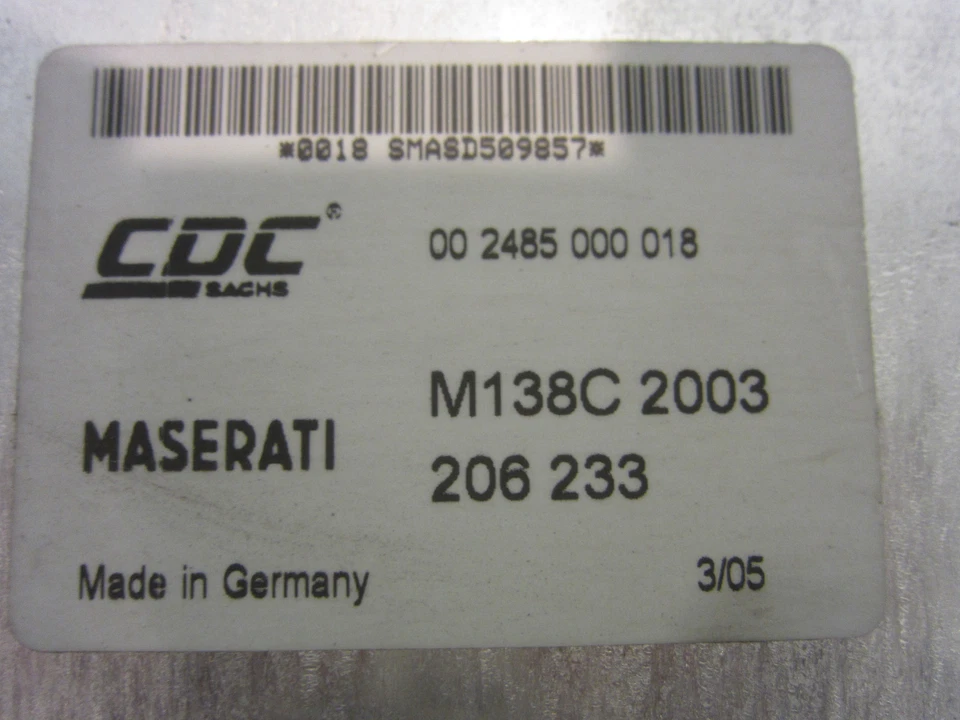 *0018 SMASD509857*
CDC®
SACHS
00 2485 000 018
M138C 2003
MASERATI
206 233
Made in Germany
3/05